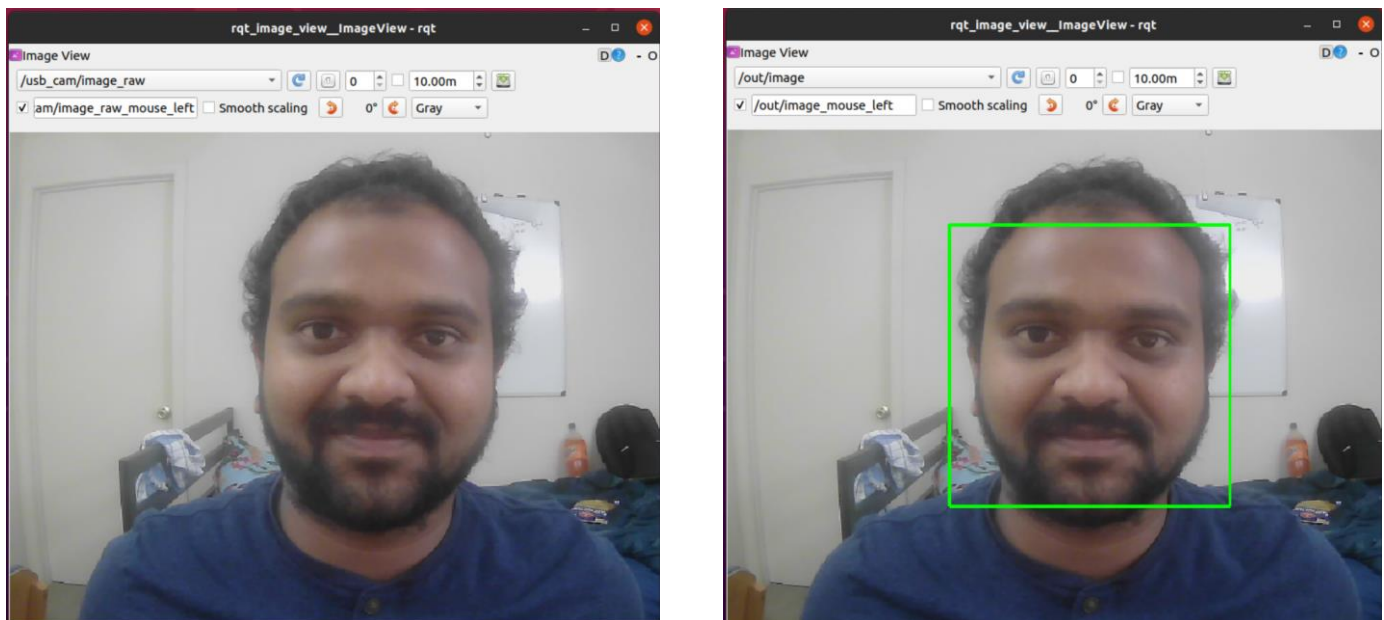 rqt_image_view__ImageView - rqt
Image View
D
- O
/usb_cam/image_raw
0
10.00m
am/image_raw_mouse_left
Smooth scaling
0°
Gray
rqt_image_view__ImageView - rqt
Image View
D
- O
/out/image
0
10.00m
/out/image_mouse_left
Smooth scaling
0°
Gray